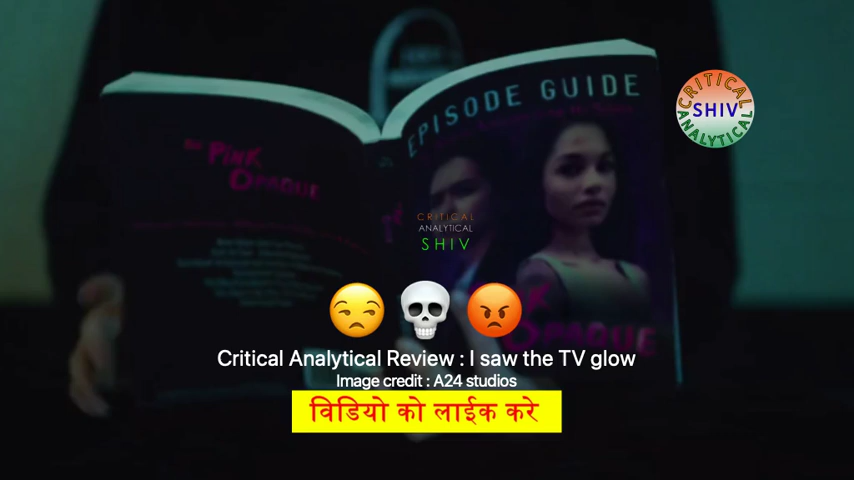 EPISODE GUIDE
THE PINK
OPAQUE
CRITICAL
SHIV
ANALYTICAL
CRITICAL
ANALYTICAL
SHIV
OPAQUE
Critical Analytical Review : I saw the TV glow
Image credit : A24 studios
विडियो को लाईक करे